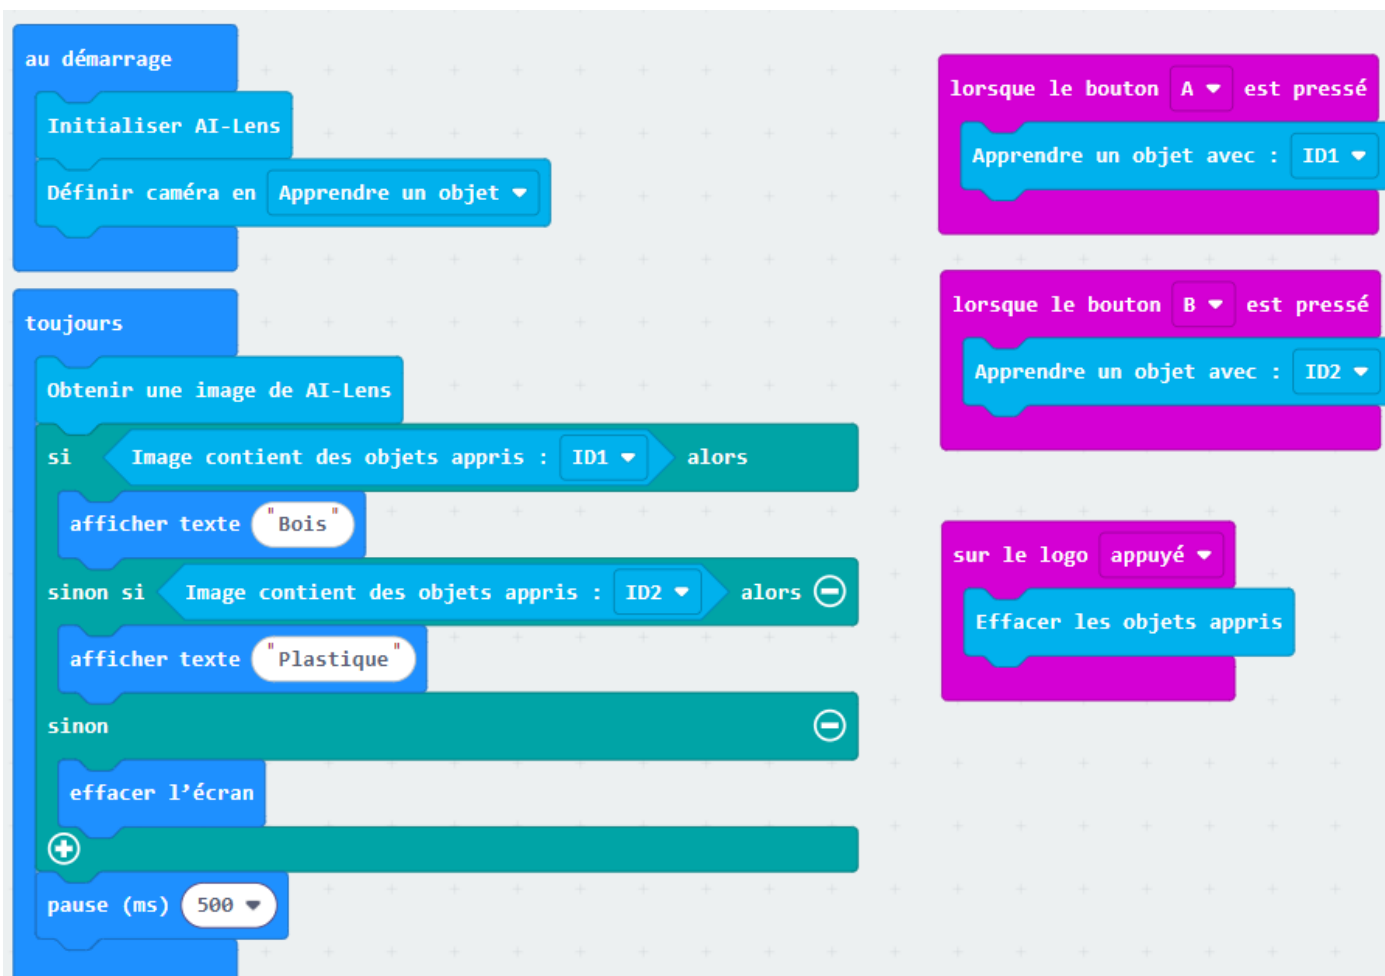 au démarrage
Initialiser AI-Lens
Définir caméra en Apprendre un objet
toujours
Obtenir une image de AI-Lens
si Image contient des objets appris : ID1 alors
afficher texte "Bois"
sinon si Image contient des objets appris : ID2 alors
afficher texte "Plastique"
sinon
effacer l'écran
pause (ms) 500
lorsque le bouton A est pressé
Apprendre un objet avec : ID1
lorsque le bouton B est pressé
Apprendre un objet avec : ID2
sur le logo appuyé
Effacer les objets appris